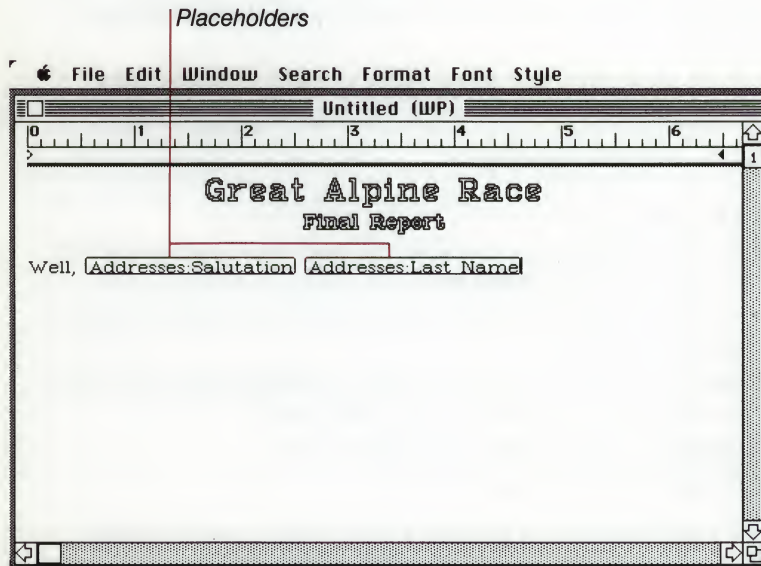 Placeholders
File Edit Window Search Format Font Style
Untitled (WP)
0 1 2 3 4 5 6
1
Great Alpine Race
Final Report
Well, Addresses:Salutation Addresses:Last Name